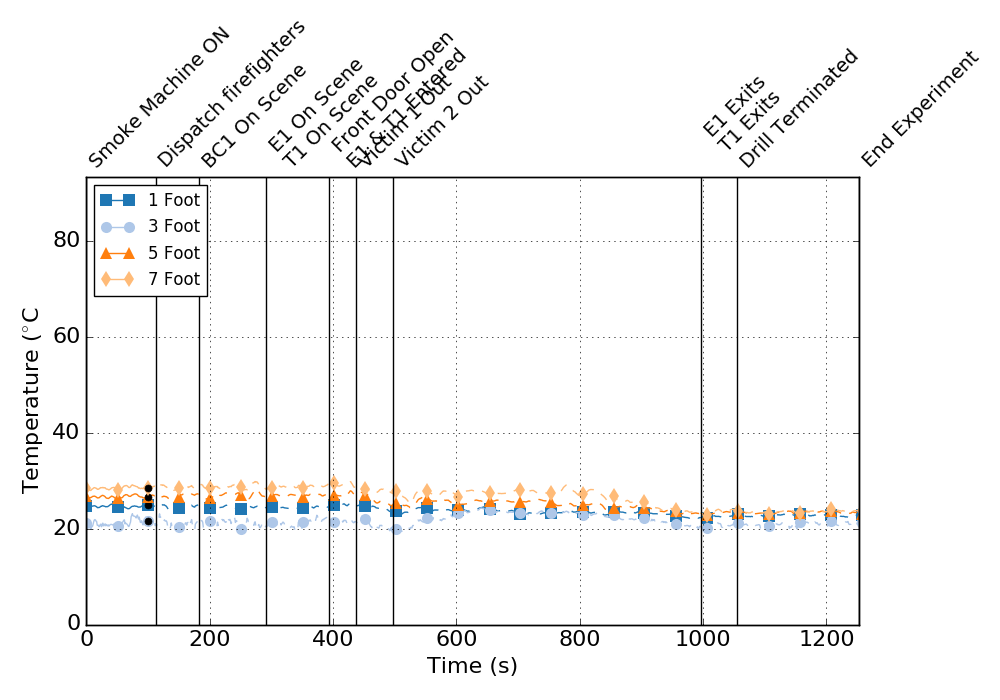 Smoke Machine ON
Dispatch firefighters
BC1 On Scene
E1 On Scene
T1 On Scene
Front Door Open
E1 & T1 Entered
Victim 1 Out
Victim 2 Out
E1 Exits
T1 Exits
Drill Terminated
End Experiment
1 Foot
3 Foot
5 Foot
7 Foot
80
60
40
20
0
Temperature (°C
0 200 400 600 800 1000 1200
Time (s)